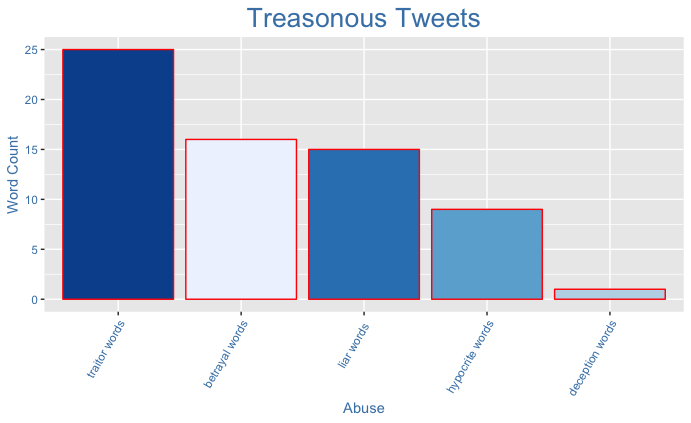 Treasonous Tweets
Word Count
25
20
15
10
5
0
traitor words
betrayal words
liar words
hypocrite words
deception words
Abuse